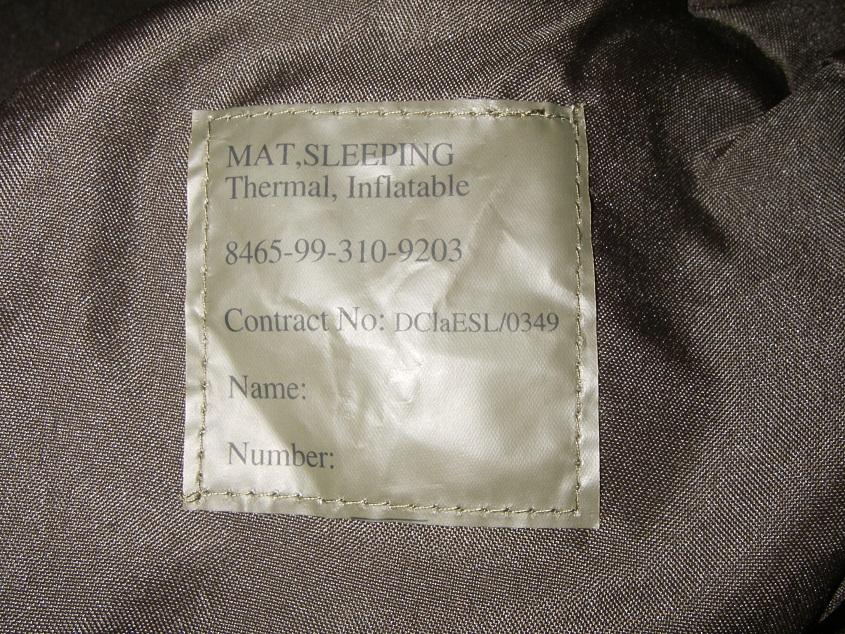 MAT,SLEEPING
Thermal, Inflatable
8465-99-310-9203
Contract No: DClaESL/0349
Name:
Number: